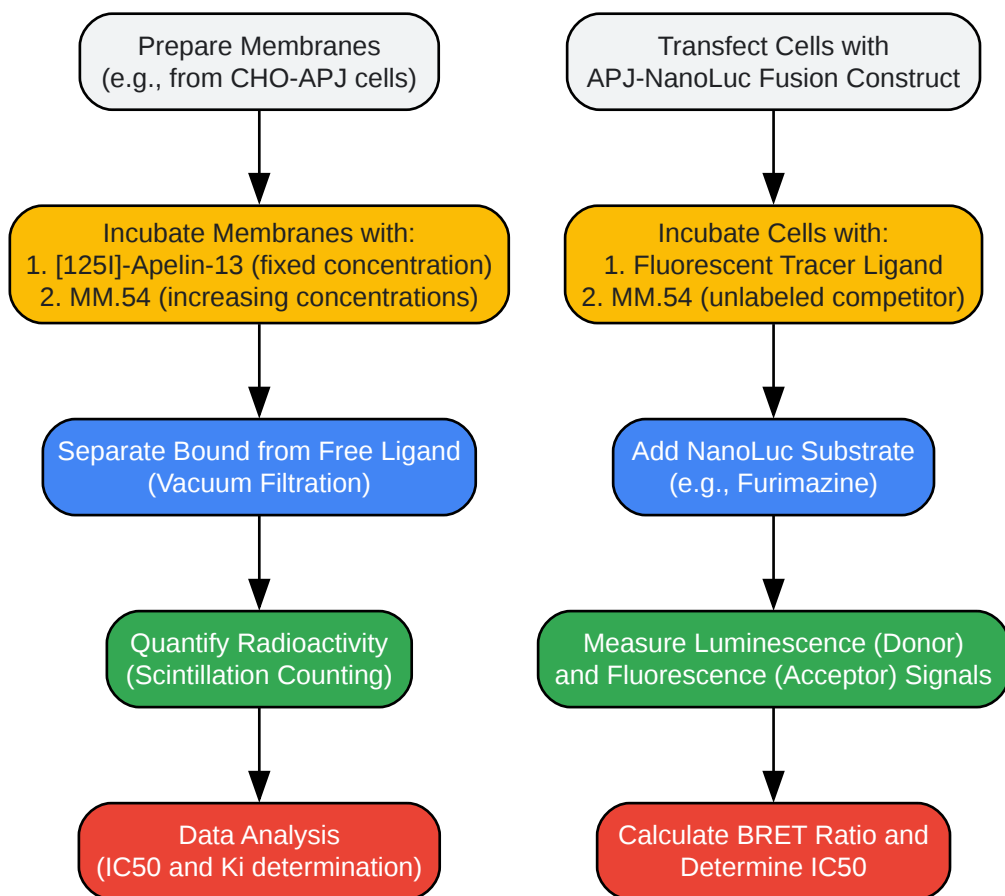 Prepare Membranes
(e.g., from CHO-APJ cells)
Incubate Membranes with:
1. [125I]-Apelin-13 (fixed concentration)
2. MM.54 (increasing concentrations)
Separate Bound from Free Ligand
(Vacuum Filtration)
Quantify Radioactivity
(Scintillation Counting)
Data Analysis
(IC50 and Ki determination)
Transfect Cells with
APJ-NanoLuc Fusion Construct
Incubate Cells with:
1. Fluorescent Tracer Ligand
2. MM.54 (unlabeled competitor)
Add NanoLuc Substrate
(e.g., Furimazine)
Measure Luminescence (Donor)
and Fluorescence (Acceptor) Signals
Calculate BRET Ratio and
Determine IC50